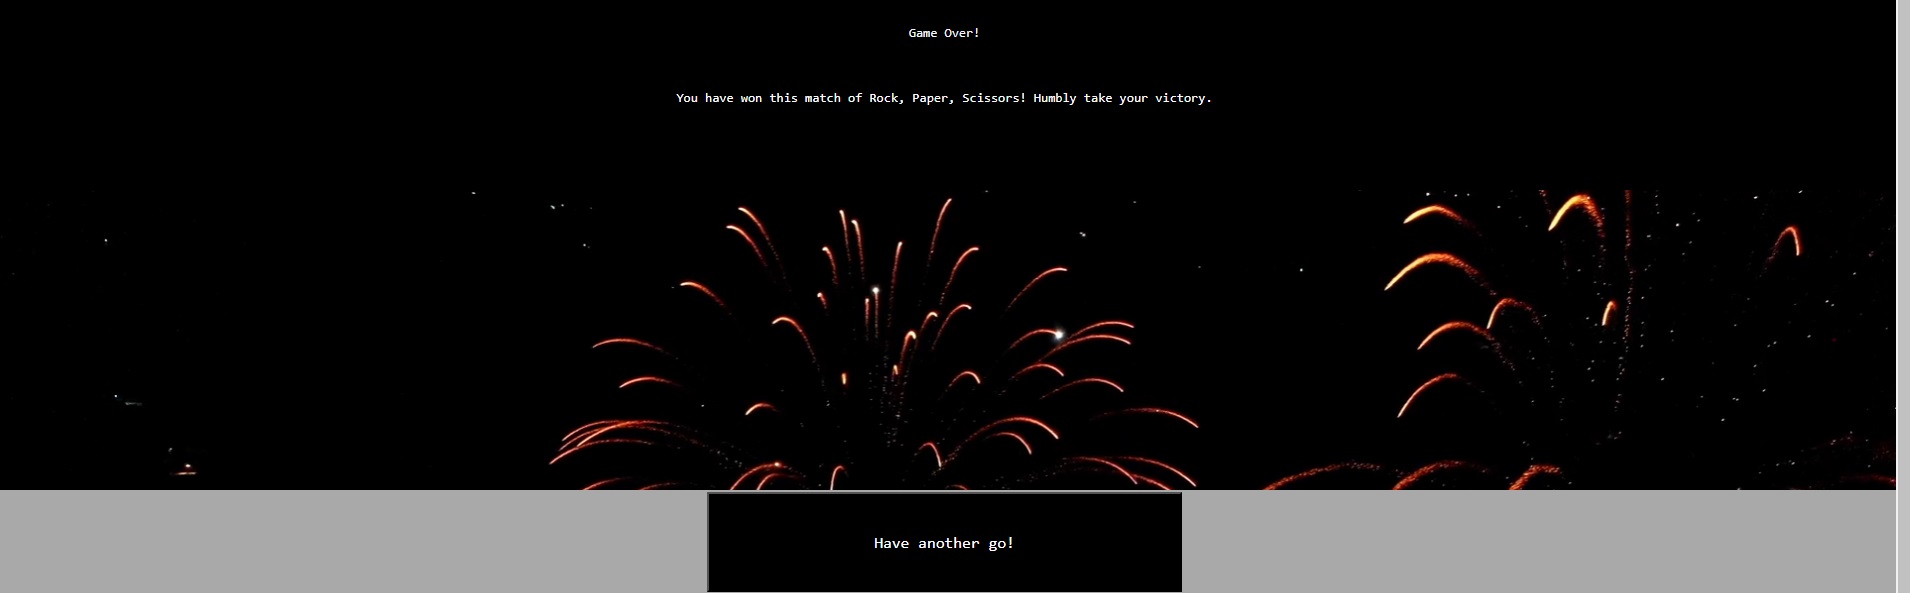 Game Over!
You have won this match of Rock, Paper, Scissors! Humbly take your victory.
Have another go!